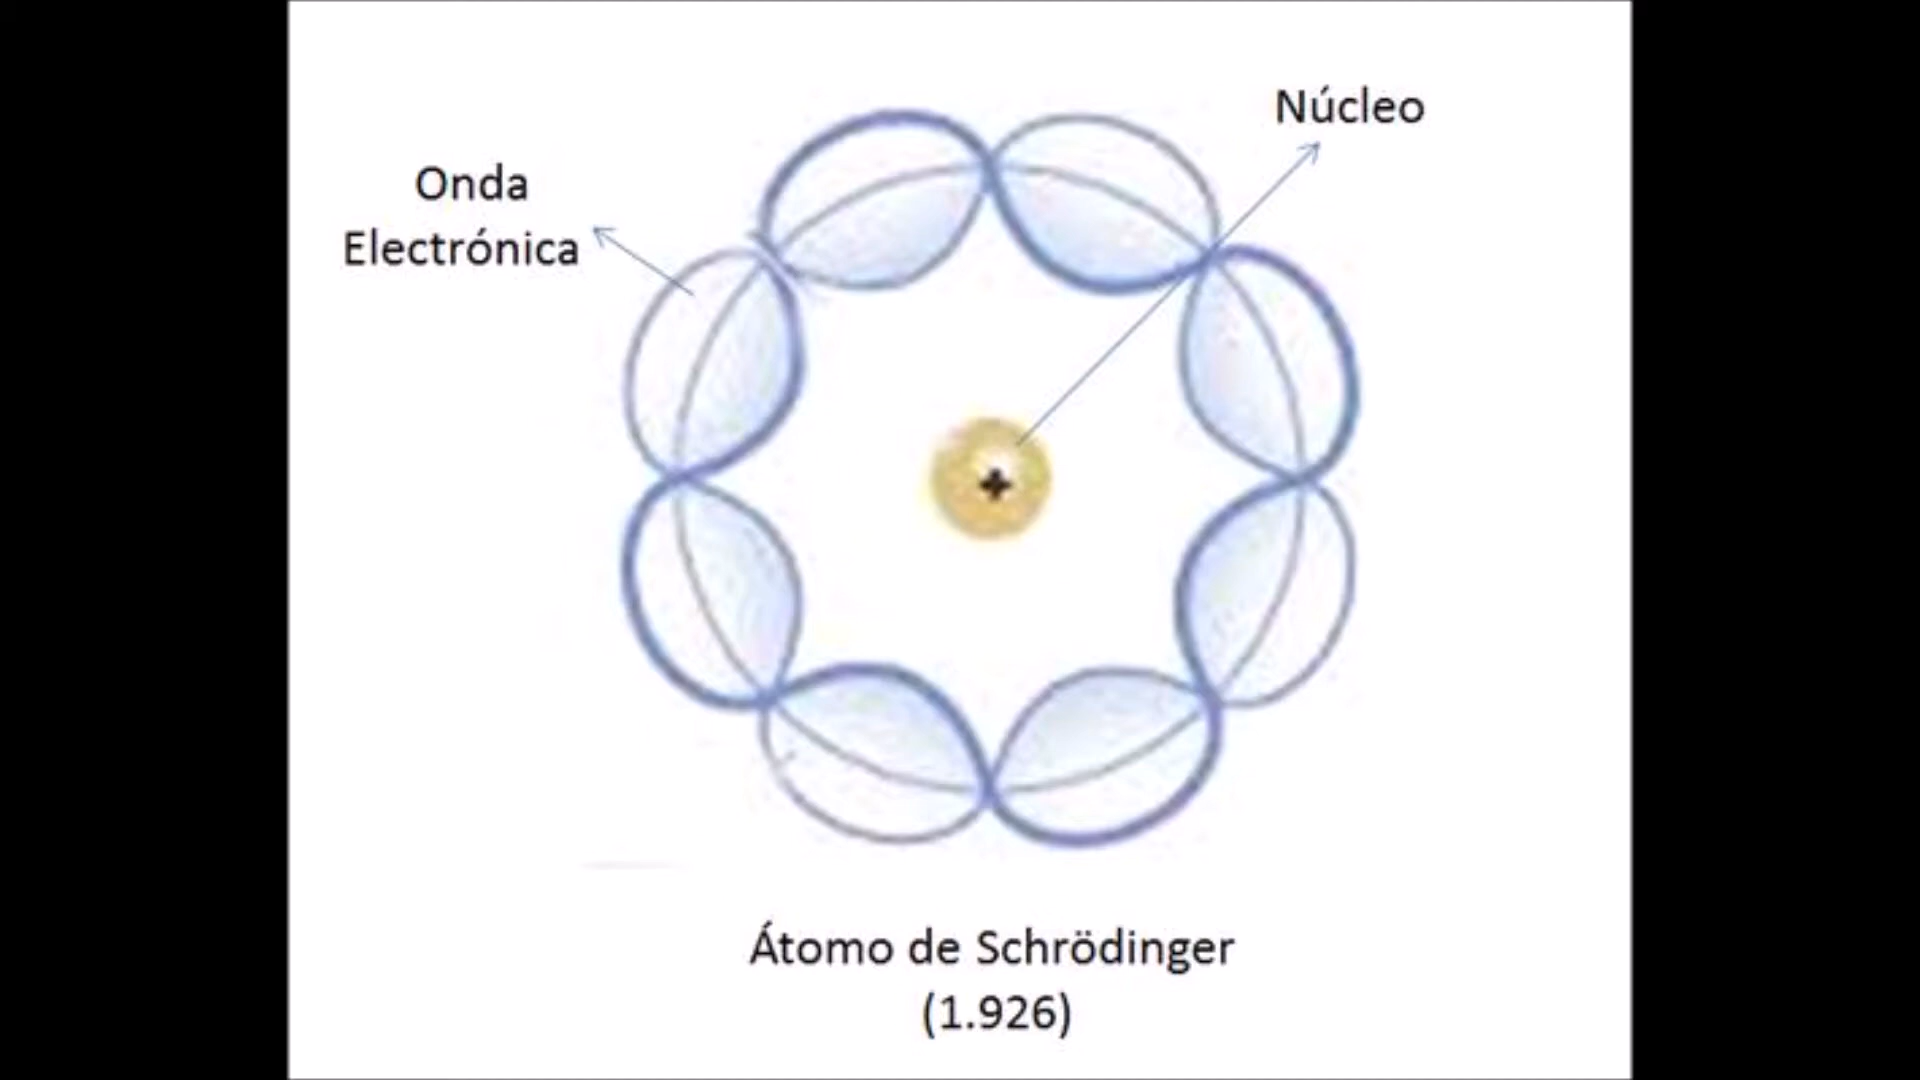 Núcleo
Onda
Electrónica
+
Átomo de Schrödinger
(1.926)